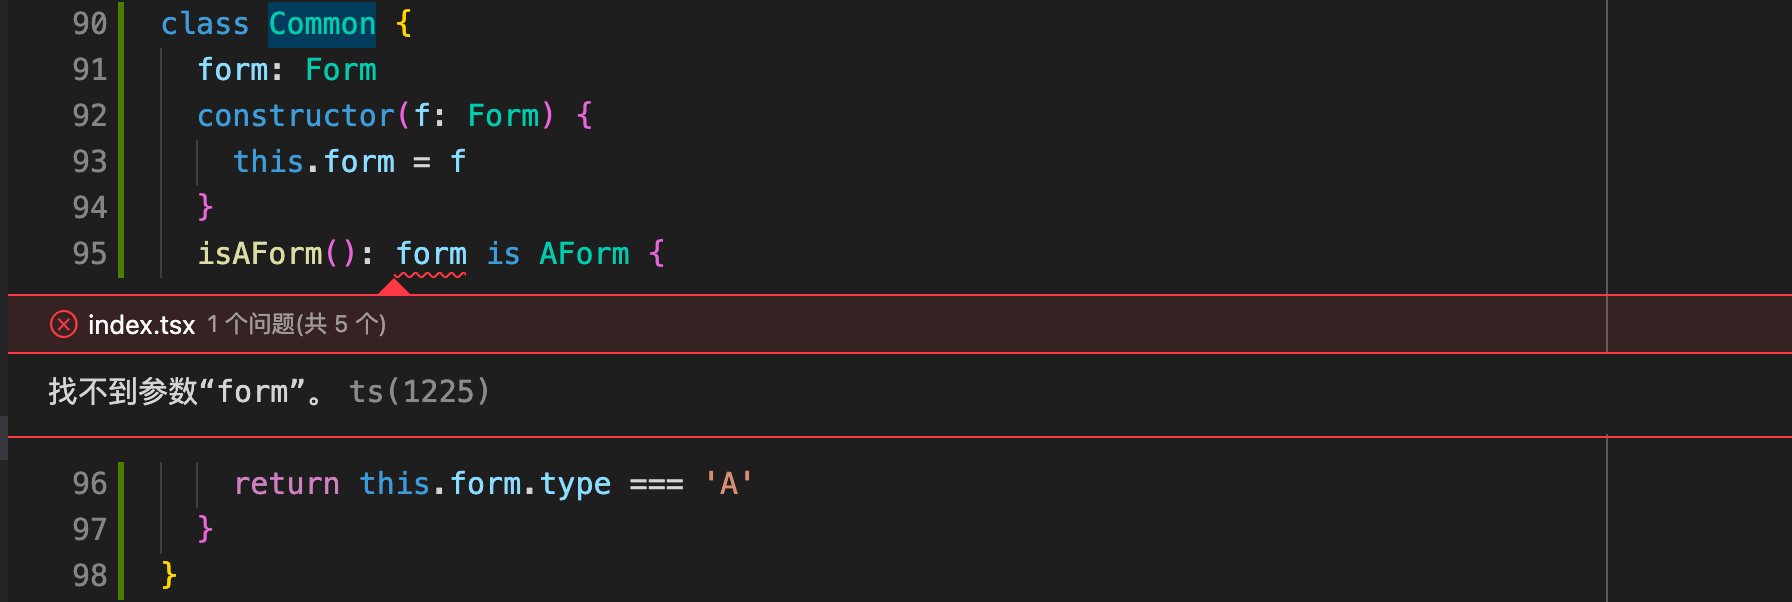 90 class Common {
91 form: Form
92 constructor(f: Form) {
93 this.form = f
94 }
95 isAForm(): form is AForm {
index.tsx 1 个问题(共 5 个)
找不到参数“form”。 ts(1225)
96 return this.form.type === 'A'
97 }
98 }